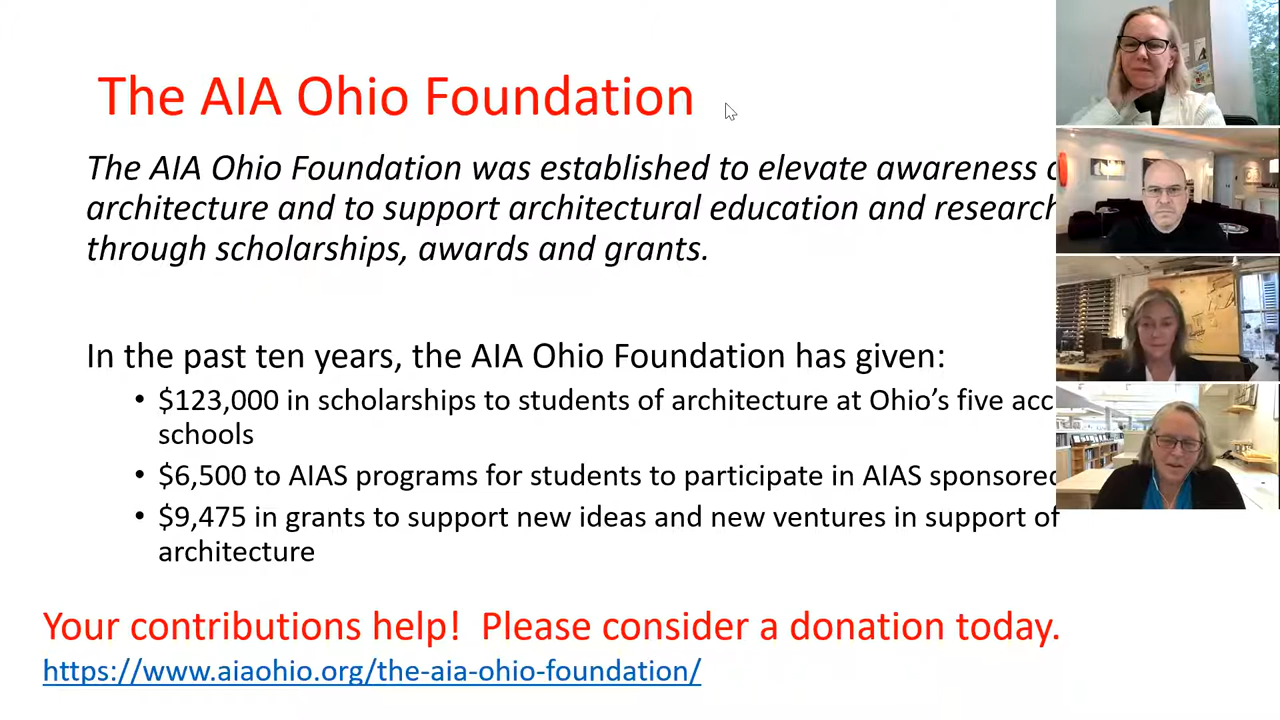 The AIA Ohio Foundation
The AIA Ohio Foundation was established to elevate awareness
architecture and to support architectural education and research
through scholarships, awards and grants.
In the past ten years, the AIA Ohio Foundation has given:
• $123,000 in scholarships to students of architecture at Ohio's five
schools
• $6,500 to AIAS programs for students to participate in AIAS sponsored
• $9,475 in grants to support new ideas and new ventures in support of
architecture
Your contributions help! Please consider a donation today.
https://www.aiaohio.org/the-aia-ohio-foundation/